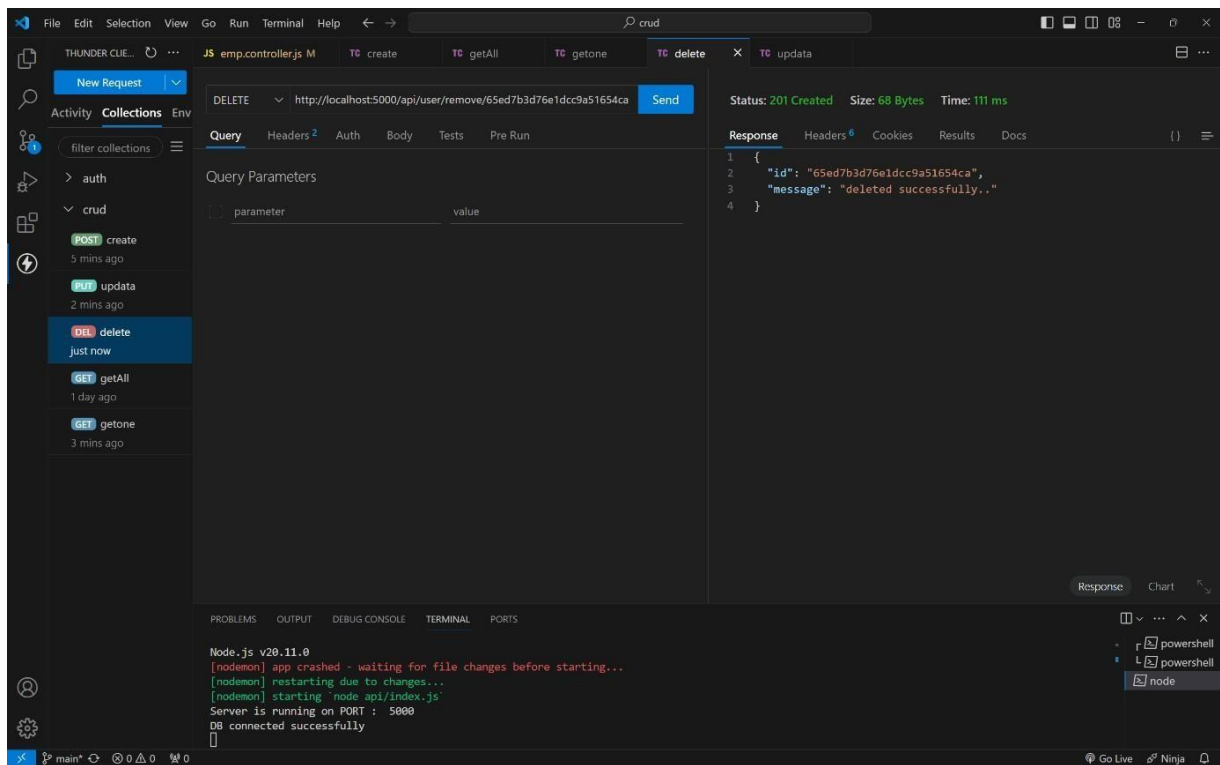 File Edit Selection View Go Run Terminal Help crud
THUNDER CLIE...
JS emp.controller.js M TC create TC getAll TC getone TC delete TC updata
New Request
Activity Collections Env
filter collections
auth
crud
POST create
5 mins ago
PUT updata
2 mins ago
DEL delete
just now
GET getAll
1 day ago
GET getone
3 mins ago
DELETE http://localhost:5000/api/user/remove/65ed7b3d76e1dcc9a51654ca Send
Query Headers 2 Auth Body Tests Pre Run
Query Parameters
parameter value
Status: 201 Created Size: 68 Bytes Time: 111 ms
Response Headers 6 Cookies Results Docs {}
1 {
2 "id": "65ed7b3d76e1dcc9a51654ca",
3 "message": "deleted successfully.."
4 }
Response Chart
PROBLEMS OUTPUT DEBUG CONSOLE TERMINAL PORTS
Node.js v20.11.0
[nodemon] app crashed - waiting for file changes before starting...
[nodemon] restarting due to changes...
[nodemon] starting `node api/index.js`
Server is running on PORT : 5000
DB connected successfully
powershell
powershell
node
main* 0 0 0 Go Live Ninja